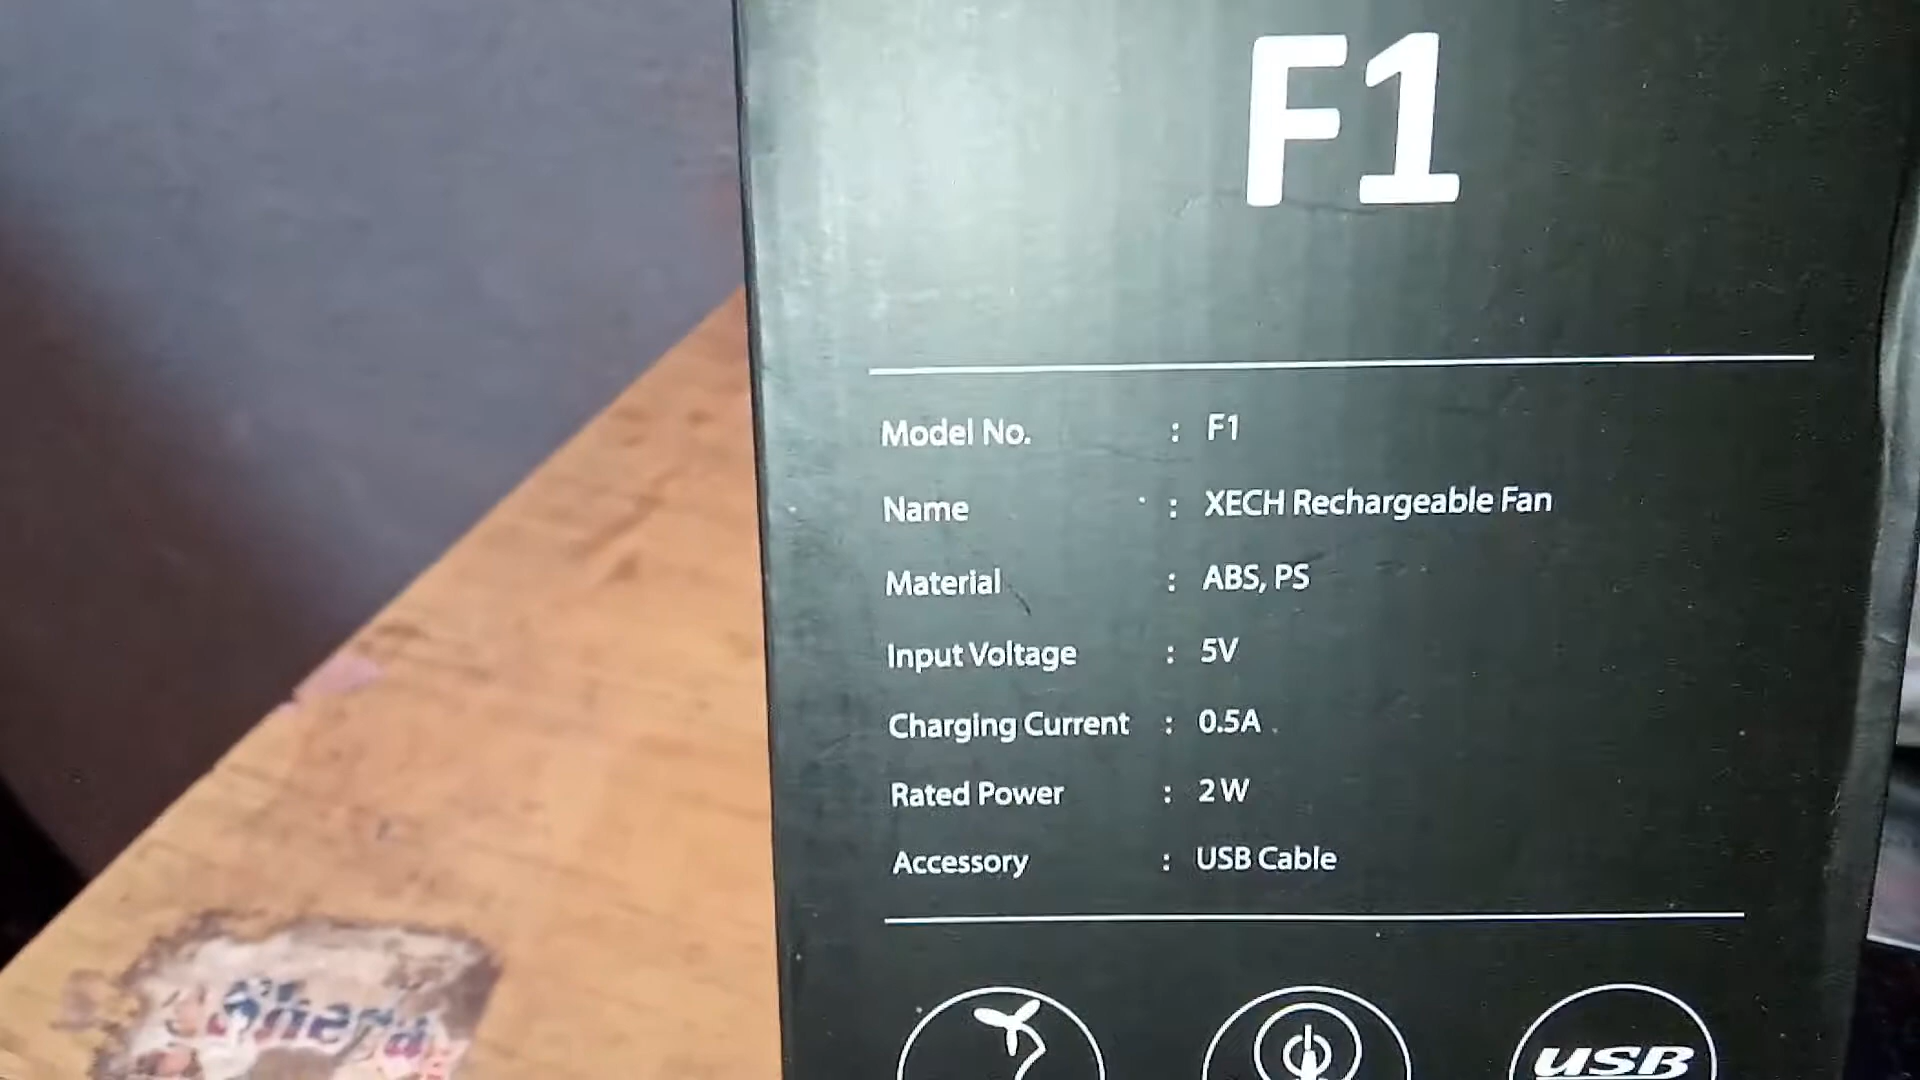 F1
Model No. : F1
Name : XECH Rechargeable Fan
Material : ABS, PS
Input Voltage : 5V
Charging Current : 0.5A
Rated Power : 2 W
Accessory : USB Cable
USB